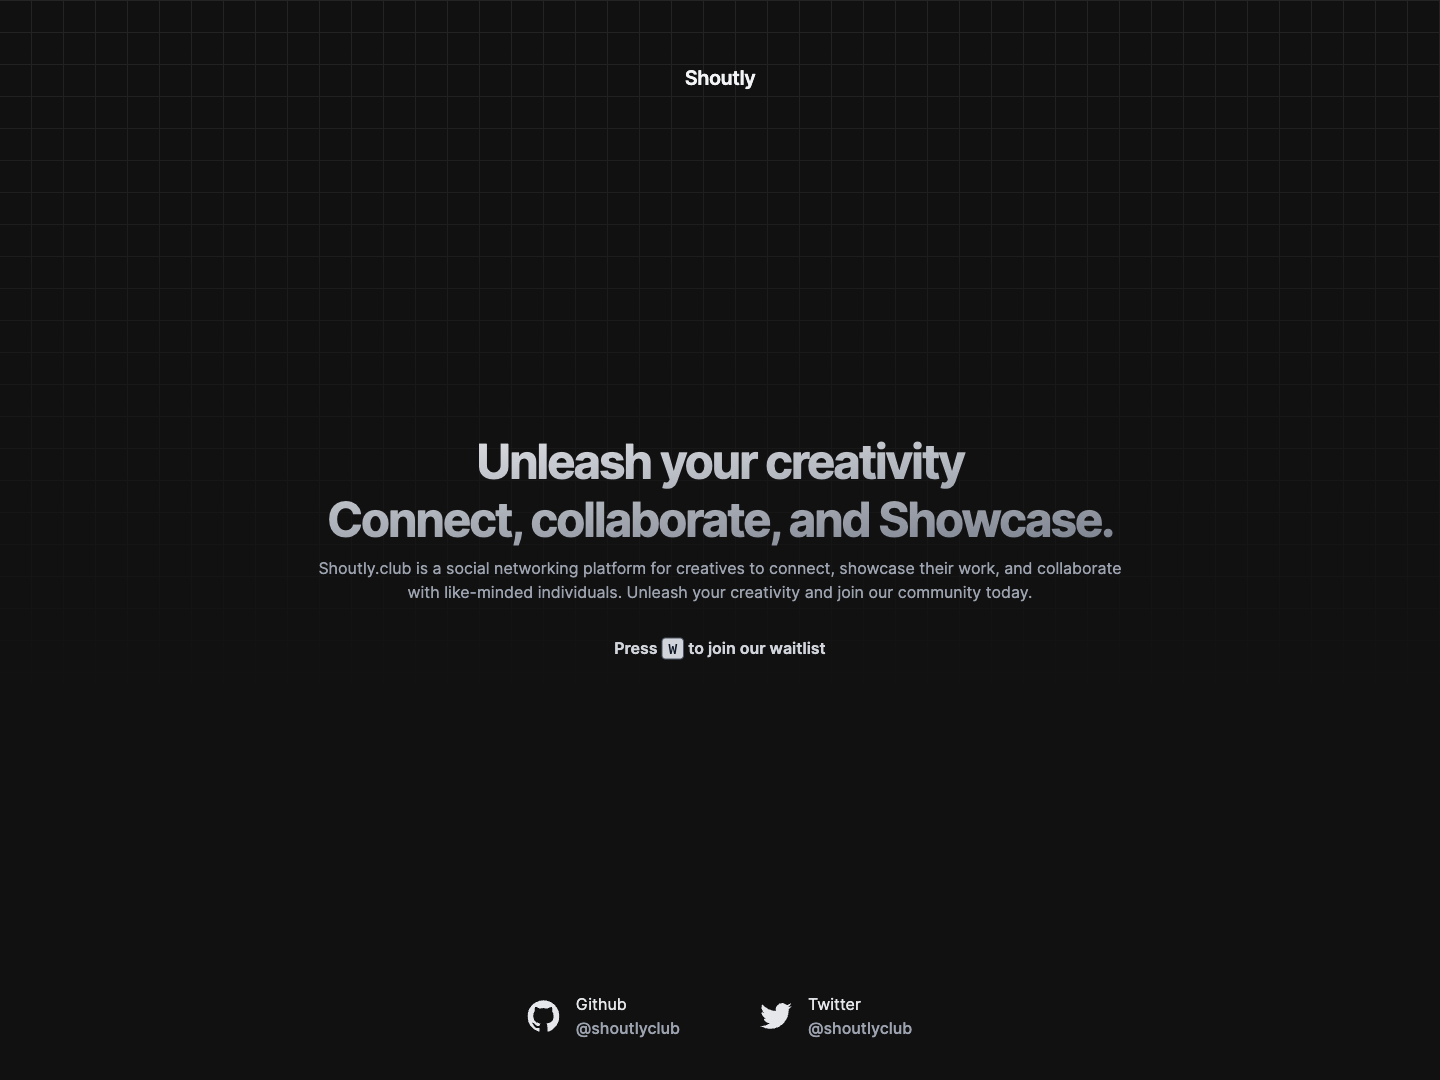 Shoutly
Unleash your creativity
Connect, collaborate, and Showcase.
Shoutly.club is a social networking platform for creatives to connect, showcase their work, and collaborate
with like-minded individuals. Unleash your creativity and join our community today.
Press W to join our waitlist
Github
@shoutlyclub
Twitter
@shoutlyclub